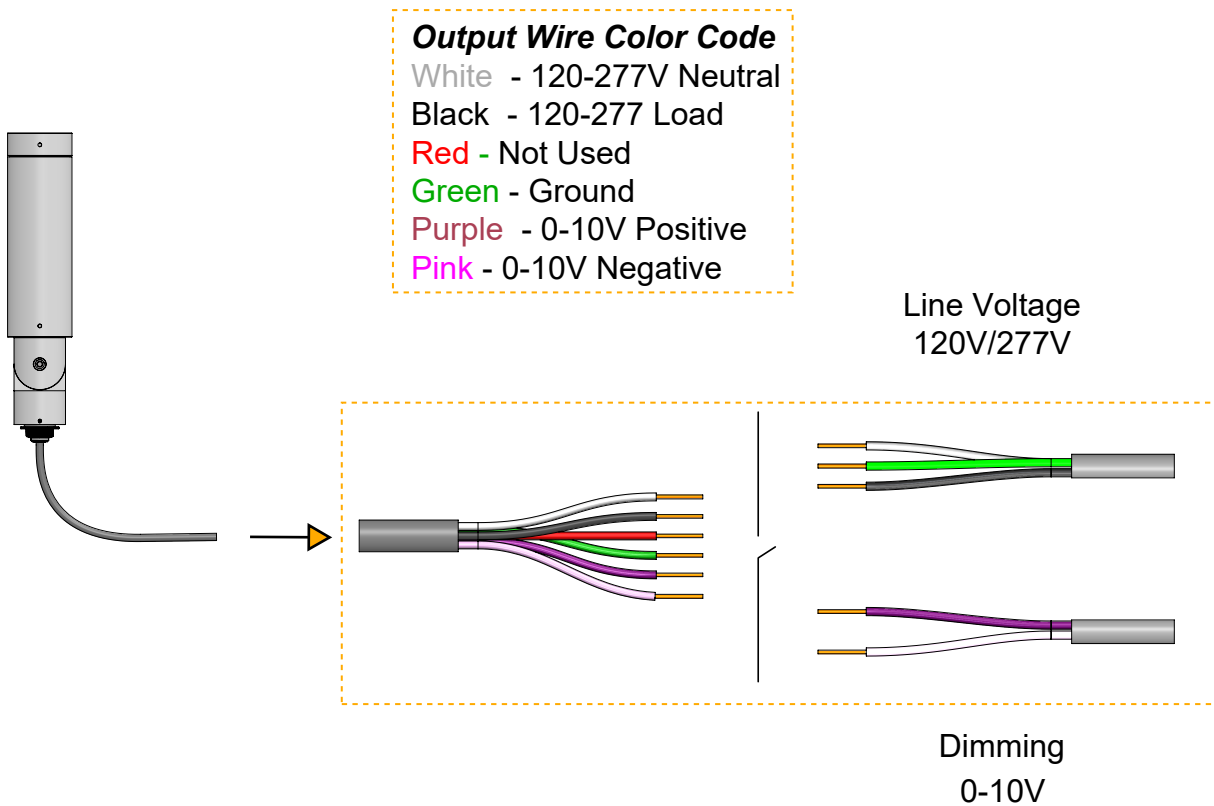 Output Wire Color Code
White - 120-277V Neutral
Black - 120-277 Load
Red - Not Used
Green - Ground
Purple - 0-10V Positive
Pink - 0-10V Negative
Line Voltage
120V/277V
Dimming
0-10V